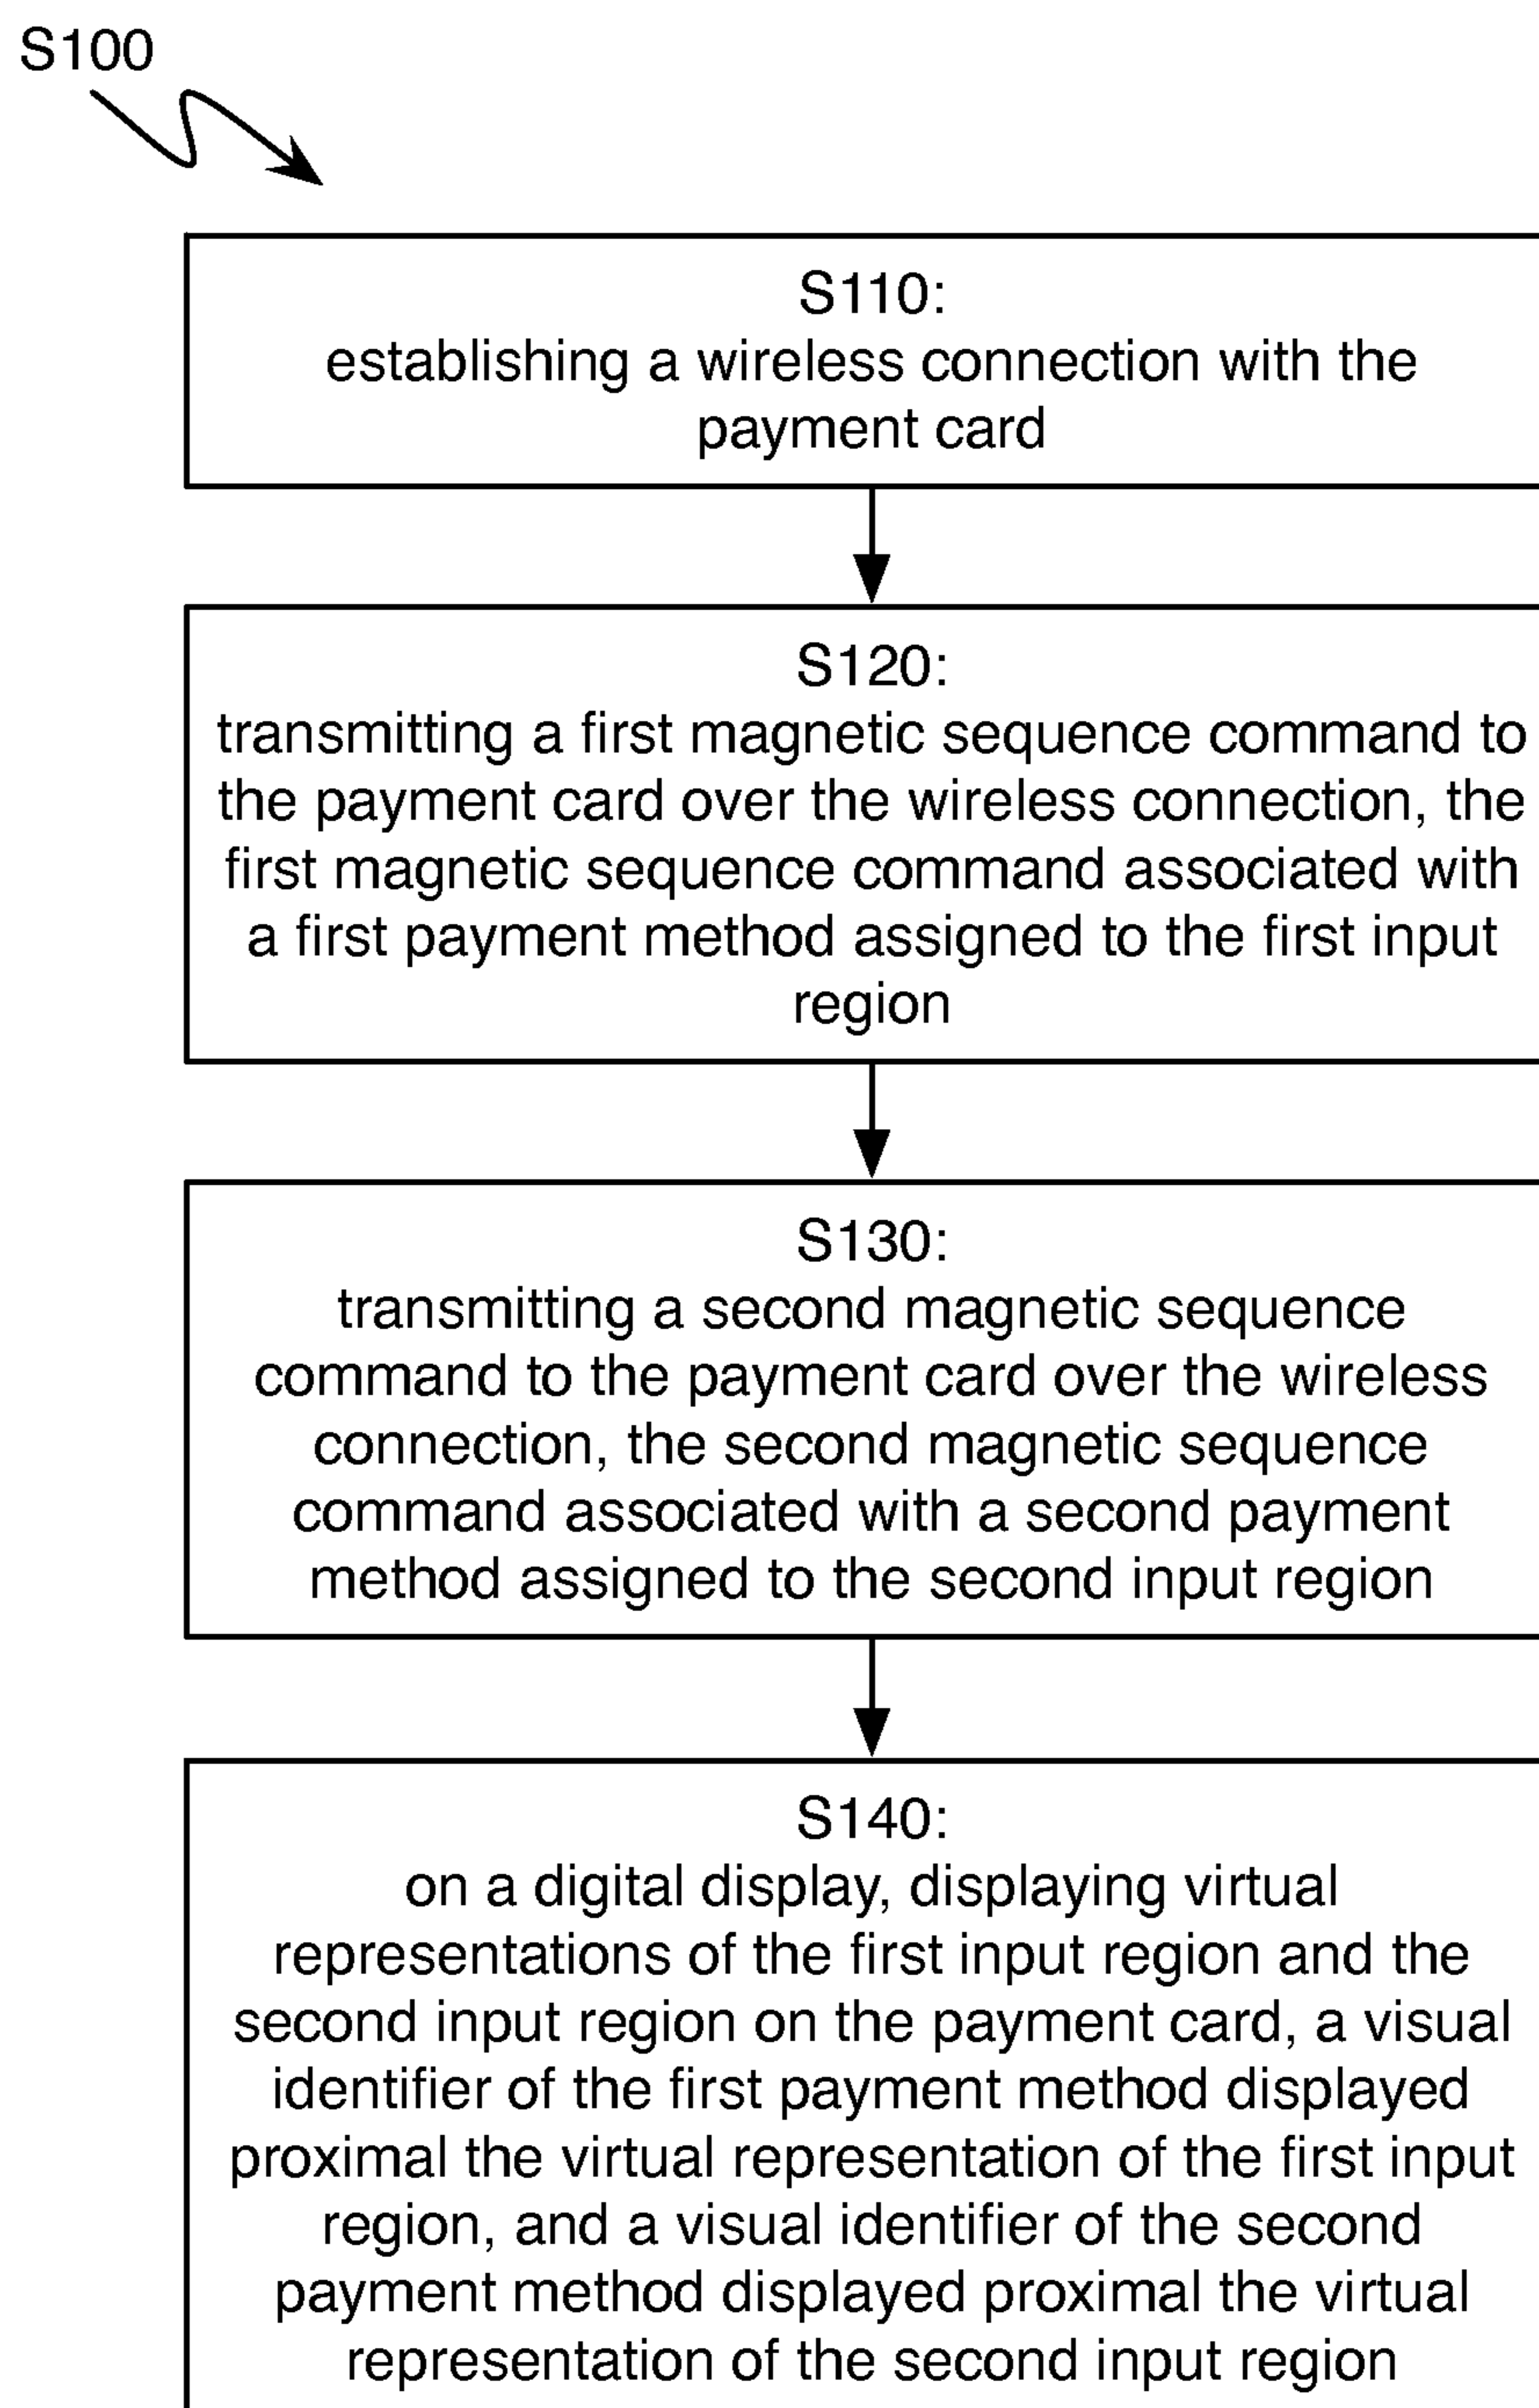 S100
S110:
establishing a wireless connection with the
payment card
S120:
transmitting a first magnetic sequence command to
the payment card over the wireless connection, the
first magnetic sequence command associated with
a first payment method assigned to the first input
region
S130:
transmitting a second magnetic sequence
command to the payment card over the wireless
connection, the second magnetic sequence
command associated with a second payment
method assigned to the second input region
S140:
on a digital display, displaying virtual
representations of the first input region and the
second input region on the payment card, a visual
identifier of the first payment method displayed
proximal the virtual representation of the first input
region, and a visual identifier of the second
payment method displayed proximal the virtual
representation of the second input region